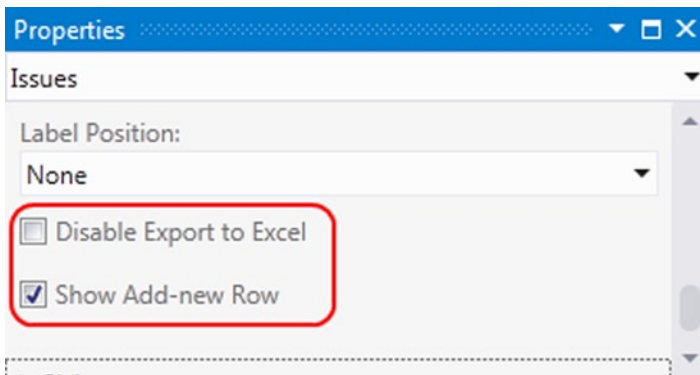 Properties
Issues
Label Position:
None
Disable Export to Excel
Show Add-new Row